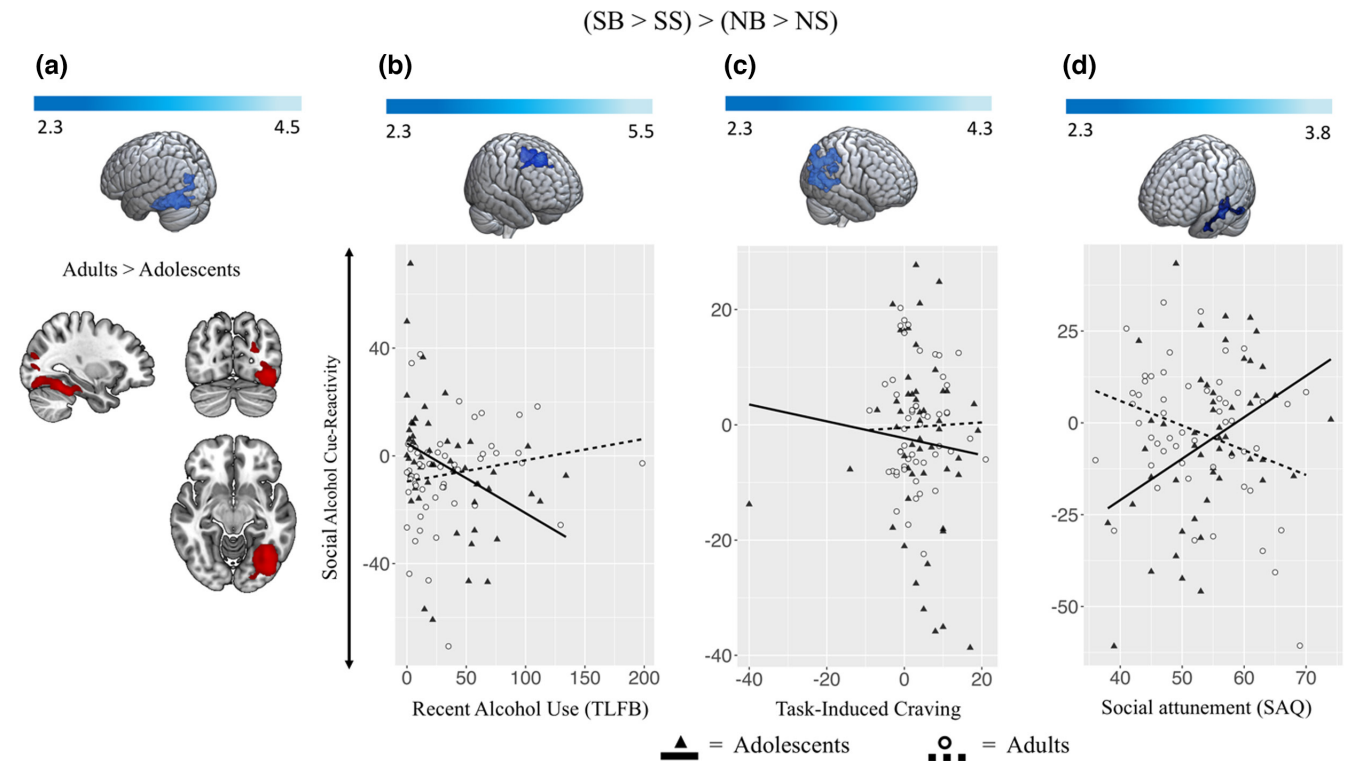 (SB > SS) > (NB > NS)
(a)
2.3 4.5
Adults > Adolescents
(b)
2.3 5.5
Social Alcohol Cue-Reactivity
40
0
-40
0 50 100 150 200
Recent Alcohol Use (TLFB)
(c)
2.3 4.3
20
0
-20
-40
-40 -20 0 20
Task-Induced Craving
(d)
2.3 3.8
25
0
-25
-50
40 50 60 70
Social attunement (SAQ)
= Adolescents
= Adults